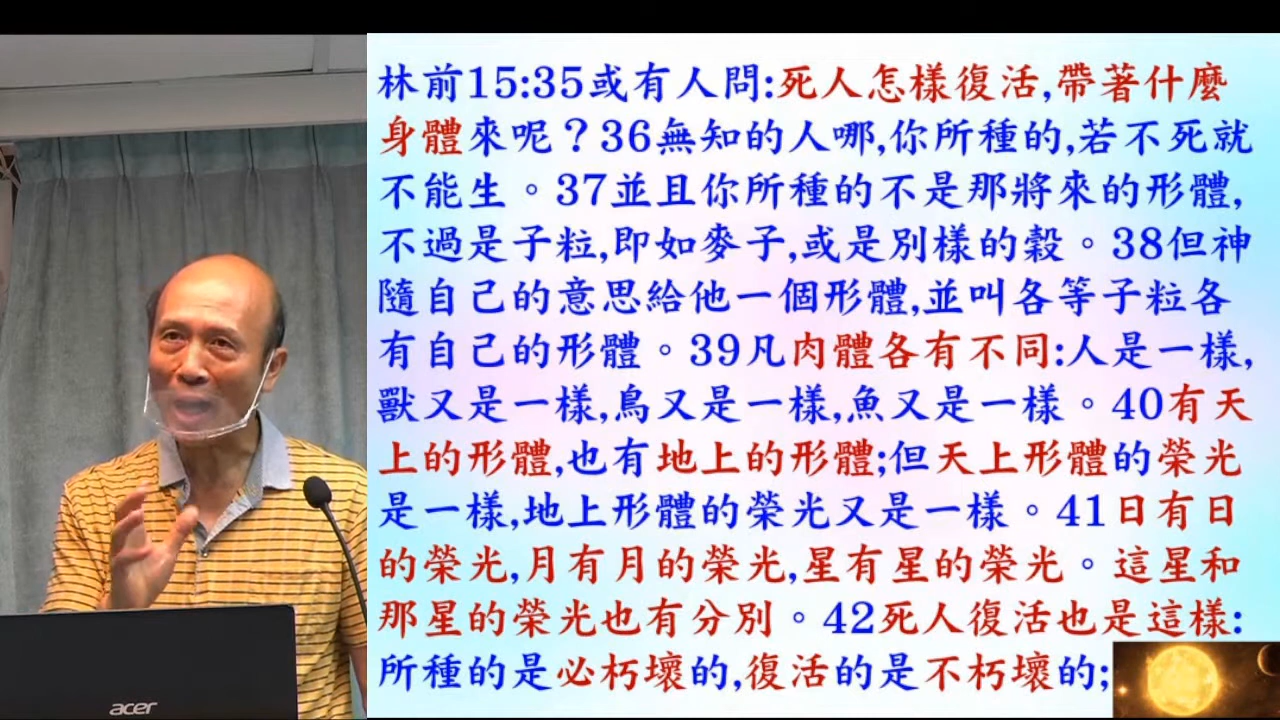 林前15:35或有人問:死人怎樣復活,帶著什麼
身體來呢？36無知的人哪,你所種的,若不死就
不能生。37並且你所種的不是那將來的形體,
不過是子粒,即如麥子,或是別樣的穀。38但神
隨自己的意思給他一個形體,並叫各等子粒各
有自己的形體。39凡肉體各有不同:人是一樣,
獸又是一樣,鳥又是一樣,魚又是一樣。40有天
上的形體,也有地上的形體;但天上形體的榮光
是一樣,地上形體的榮光又是一樣。41日有日
的榮光,月有月的榮光,星有星的榮光。這星和
那星的榮光也有分別。42死人復活也是這樣:
所種的是必朽壞的,復活的是不朽壞的;
acer